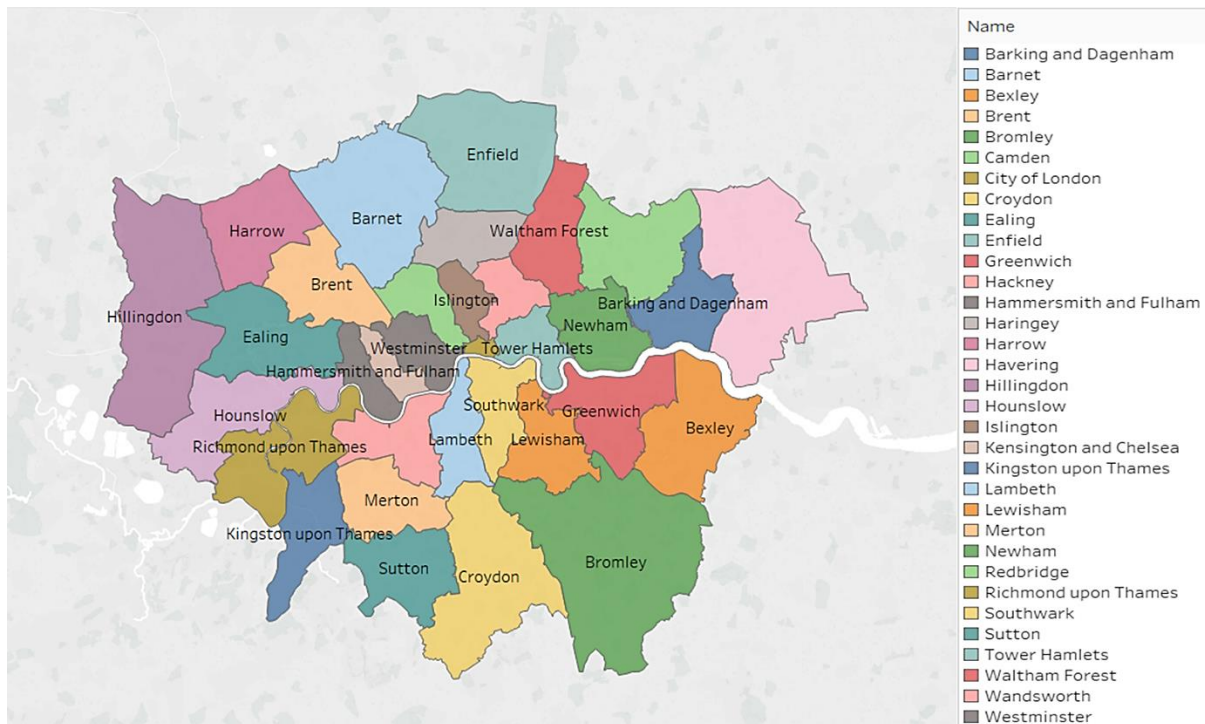 Name
Barking and Dagenham
Barnet
Bexley
Brent
Bromley
Camden
City of London
Croydon
Ealing
Enfield
Greenwich
Hackney
Hammersmith and Fulham
Haringey
Harrow
Havering
Hillingdon
Hounslow
Islington
Kensington and Chelsea
Kingston upon Thames
Lambeth
Lewisham
Merton
Newham
Redbridge
Richmond upon Thames
Southwark
Sutton
Tower Hamlets
Waltham Forest
Wandsworth
Westminster
Enfield
Barnet
Harrow
Waltham Forest
Brent
Islington
Barking and Dagenham
Hillingdon
Newham
Ealing
Westminster
Tower Hamlets
Hammersmith and Fulham
Southwark
Hounslow
Greenwich
Bexley
Richmond upon Thames
Lambeth
Lewisham
Merton
Kingston upon Thames
Bromley
Sutton
Croydon